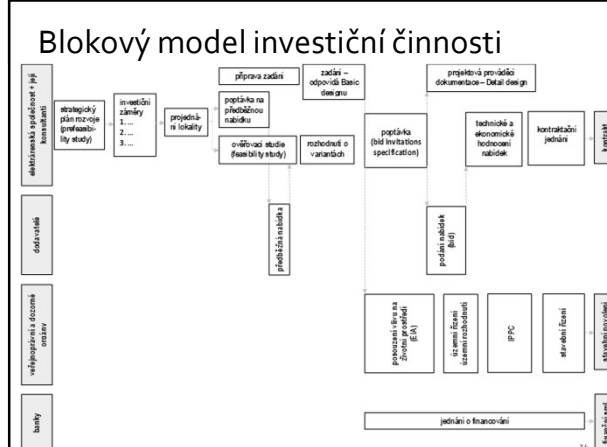 Blokový model investiční činnosti
elektrárenská společnost + její
konzultanti
strategický
plán rozvoje
(prefeasibi-
lity study)
investiční
záměry
1. ...
2. ...
3. ...
projedná-
ní lokality
příprava zadání
poptávka na
předběžnou
nabídku
ověřovací studie
(feasibility study)
zadání –
odpovídá Basic
designu
rozhodnutí o
variantách
poptávka
(bid invitations
specification)
projektová prováděcí
dokumentace – Detail design
technické a
ekonomické
hodnocení
nabídek
kontraktační
jednání
kontrakt
dodavatelé
předběžná nabídka
podání nabídek
(bid)
veřejnoprávní a dozorné
orgány
posouzení vlivu na
životní prostředí
(EIA)
územní řízení
územní rozhodnutí
IPPC
stavební řízení
stavební povolení
banky
jednání o financování